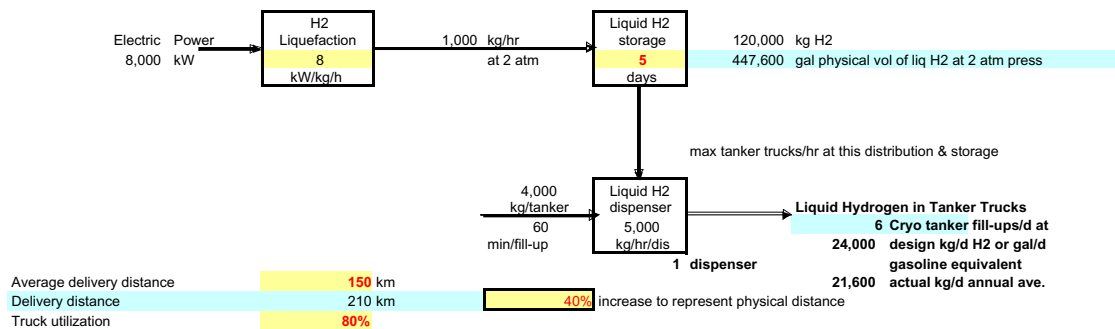 H2 Liquid H2
Electric Power Liquefaction 1,000 kg/hr storage 120,000 kg H2
8,000 kW 8 at 2 atm 5 447,600 gal physical vol of liq H2 at 2 atm press
kW/kg/h days
max tanker trucks/hr at this distribution & storage
4,000 Liquid H2
kg/tanker dispenser Liquid Hydrogen in Tanker Trucks
60 5,000 6 Cryo tanker fill-ups/d at
min/fill-up kg/hr/dis 24,000 design kg/d H2 or gal/d
1 dispenser gasoline equivalent
Average delivery distance 150 km 21,600 actual kg/d annual ave.
Delivery distance 210 km 40% increase to represent physical distance
Truck utilization 80%